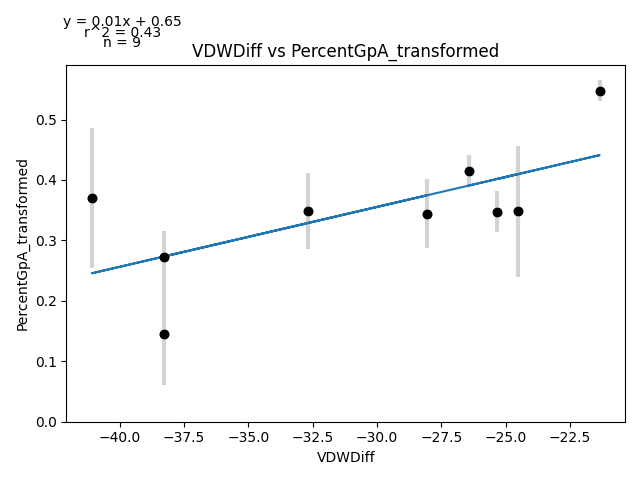 y = 0.01x + 0.65
r^2 = 0.43
n = 9
VDWDiff vs PercentGpA_transformed
PercentGpA_transformed
0.5
0.4
0.3
0.2
0.1
0.0
−40.0 −37.5 −35.0 −32.5 −30.0 −27.5 −25.0 −22.5
VDWDiff